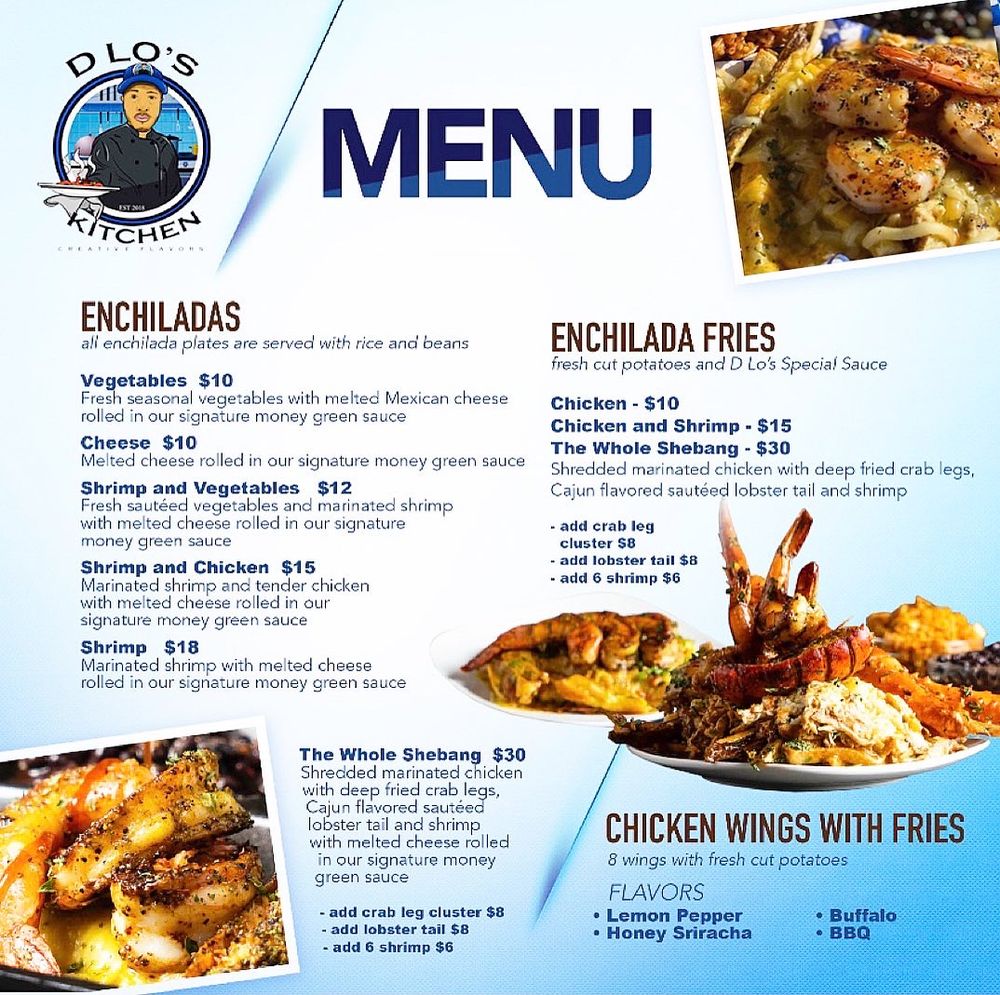 D LO'S
EST 2018
KITCHEN
CREATIVE FLAVORS
MENU
ENCHILADAS
all enchilada plates are served with rice and beans
Vegetables $10
Fresh seasonal vegetables with melted Mexican cheese
rolled in our signature money green sauce
Cheese $10
Melted cheese rolled in our signature money green sauce
Shrimp and Vegetables $12
Fresh sautéed vegetables and marinated shrimp
with melted cheese rolled in our signature
money green sauce
Shrimp and Chicken $15
Marinated shrimp and tender chicken
with melted cheese rolled in our
signature money green sauce
Shrimp $18
Marinated shrimp with melted cheese
rolled in our signature money green sauce
The Whole Shebang $30
Shredded marinated chicken
with deep fried crab legs,
Cajun flavored sautéed
lobster tail and shrimp
with melted cheese rolled
in our signature money
green sauce
- add crab leg cluster $8
- add lobster tail $8
- add 6 shrimp $6
ENCHILADA FRIES
fresh cut potatoes and D Lo's Special Sauce
Chicken - $10
Chicken and Shrimp - $15
The Whole Shebang - $30
Shredded marinated chicken with deep fried crab legs,
Cajun flavored sautéed lobster tail and shrimp
- add crab leg
cluster $8
- add lobster tail $8
- add 6 shrimp $6
CHICKEN WINGS WITH FRIES
8 wings with fresh cut potatoes
FLAVORS
• Lemon Pepper
• Honey Sriracha
• Buffalo
• BBQ